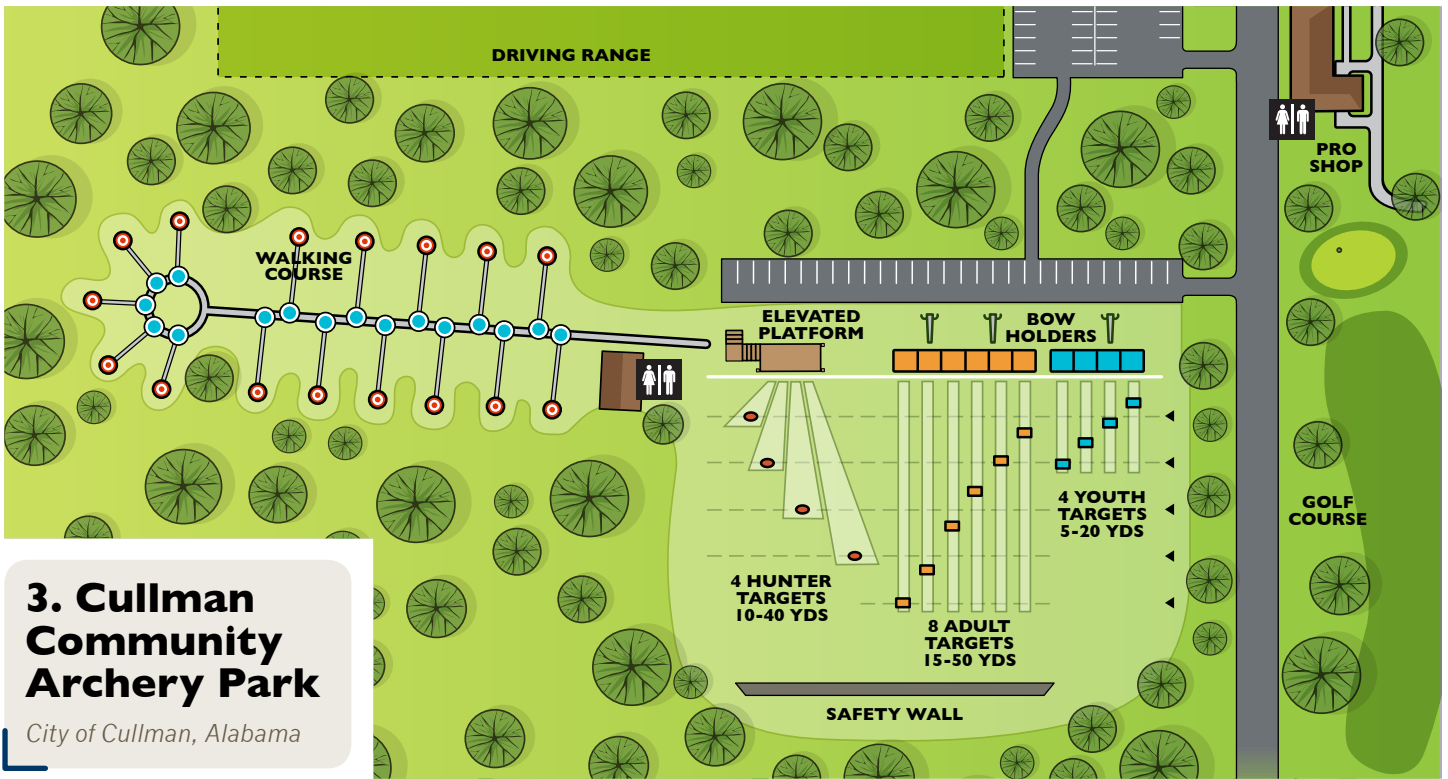 DRIVING RANGE
PRO
SHOP
WALKING
COURSE
ELEVATED
PLATFORM
BOW
HOLDERS
4 YOUTH
TARGETS
5-20 YDS
GOLF
COURSE
4 HUNTER
TARGETS
10-40 YDS
8 ADULT
TARGETS
15-50 YDS
SAFETY WALL
3. Cullman
Community
Archery Park
City of Cullman, Alabama